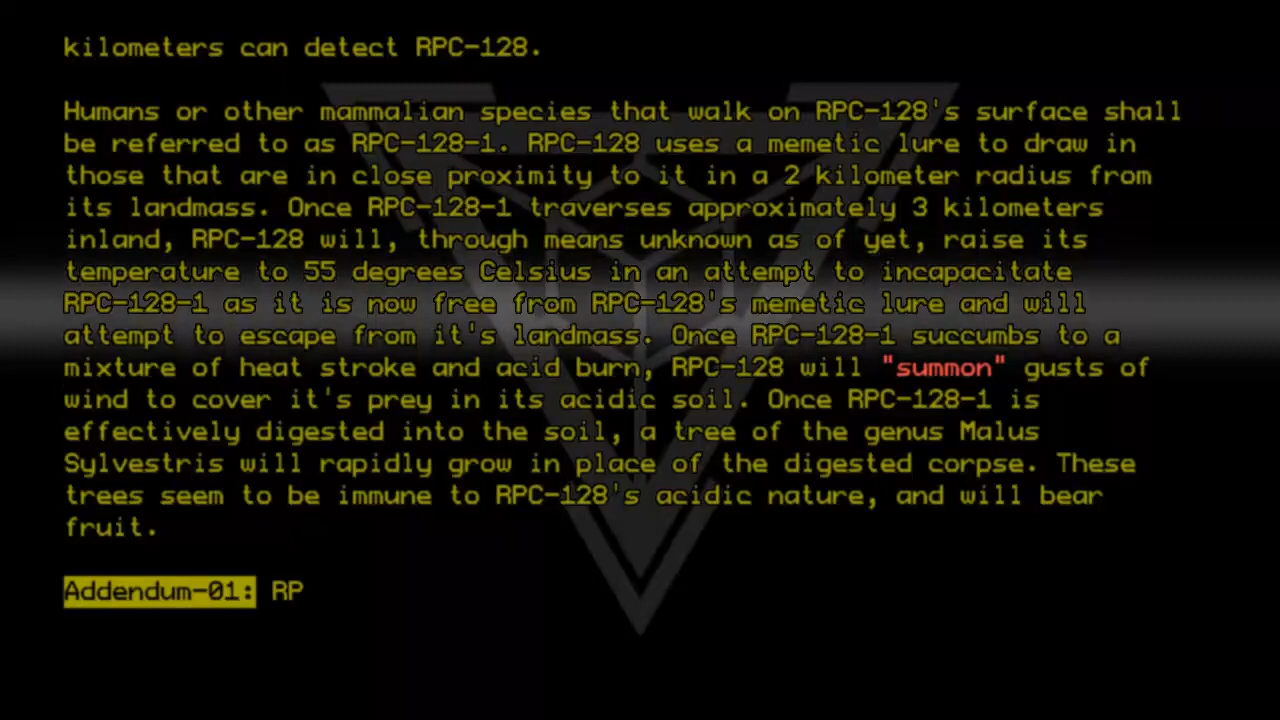 kilometers can detect RPC-128.
Humans or other mammalian species that walk on RPC-128's surface shall
be referred to as RPC-128-1. RPC-128 uses a memetic lure to draw in
those that are in close proximity to it in a 2 kilometer radius from
its landmass. Once RPC-128-1 traverses approximately 3 kilometers
inland, RPC-128 will, through means unknown as of yet, raise its
temperature to 55 degrees Celsius in an attempt to incapacitate
RPC-128-1 as it is now free from RPC-128's memetic lure and will
attempt to escape from it's landmass. Once RPC-128-1 succumbs to a
mixture of heat stroke and acid burn, RPC-128 will "summon" gusts of
wind to cover it's prey in its acidic soil. Once RPC-128-1 is
effectively digested into the soil, a tree of the genus Malus
Sylvestris will rapidly grow in place of the digested corpse. These
trees seem to be immune to RPC-128's acidic nature, and will bear
fruit.
Addendum-01: RP